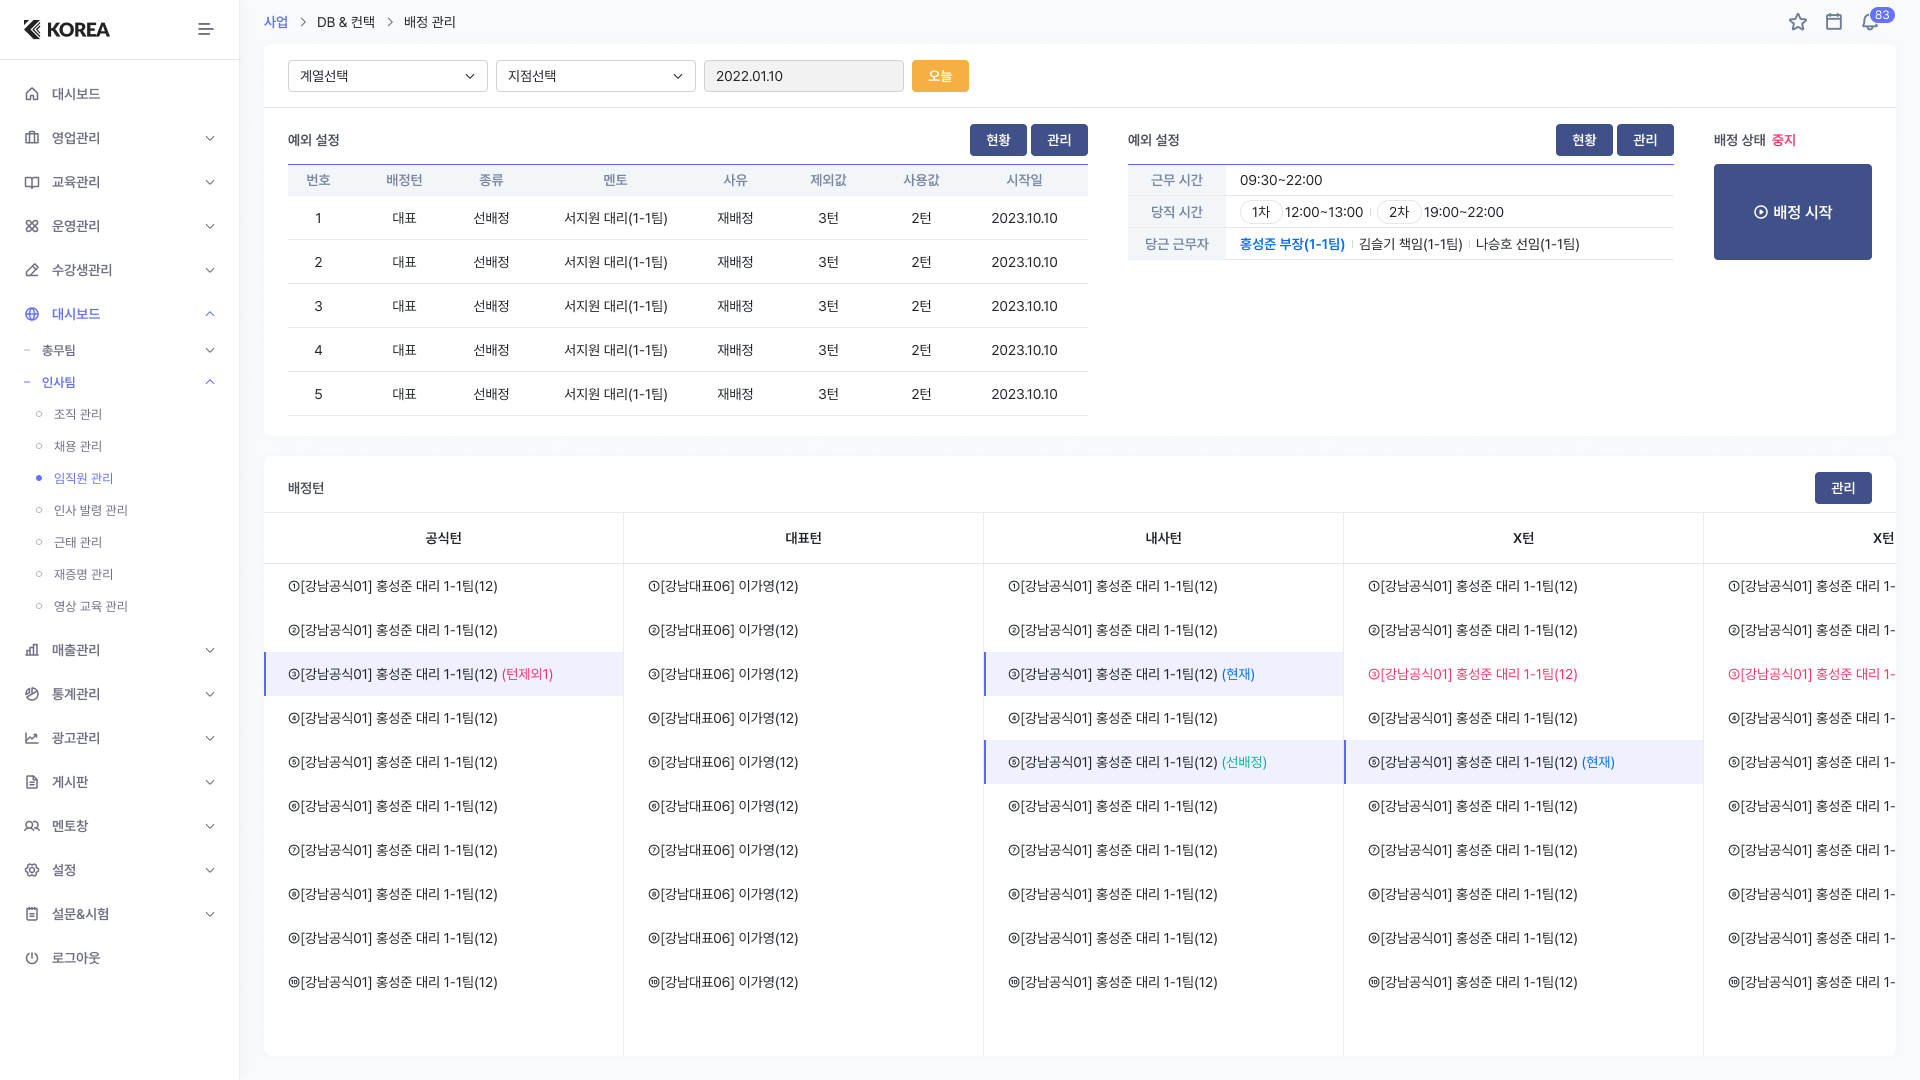 KOREA
대시보드
영업관리
교육관리
운영관리
수강생관리
대시보드
총무팀
인사팀
조직 관리
채용 관리
임직원 관리
인사 발령 관리
근태 관리
재증명 관리
영상 교육 관리
매출관리
통계관리
광고관리
게시판
멘토창
설정
설문&시험
로그아웃
사업 > DB & 컨택 > 배정 관리
83
계열선택 지점선택 2022.01.10 오늘
예외 설정 현황 관리
번호 배정턴 종류 멘토 사유 제외값 사용값 시작일
1 대표 선배정 서지원 대리(1-1팀) 재배정 3턴 2턴 2023.10.10
2 대표 선배정 서지원 대리(1-1팀) 재배정 3턴 2턴 2023.10.10
3 대표 선배정 서지원 대리(1-1팀) 재배정 3턴 2턴 2023.10.10
4 대표 선배정 서지원 대리(1-1팀) 재배정 3턴 2턴 2023.10.10
5 대표 선배정 서지원 대리(1-1팀) 재배정 3턴 2턴 2023.10.10
예외 설정 현황 관리
근무 시간 09:30~22:00
당직 시간 1차 12:00~13:00 2차 19:00~22:00
당근 근무자 홍성준 부장(1-1팀) 김슬기 책임(1-1팀) 나승호 선임(1-1팀)
배정 상태 중지
배정 시작
배정턴 관리
공식턴
①[강남공식01] 홍성준 대리 1-1팀(12)
②[강남공식01] 홍성준 대리 1-1팀(12)
③[강남공식01] 홍성준 대리 1-1팀(12) (턴제외1)
④[강남공식01] 홍성준 대리 1-1팀(12)
⑤[강남공식01] 홍성준 대리 1-1팀(12)
⑥[강남공식01] 홍성준 대리 1-1팀(12)
⑦[강남공식01] 홍성준 대리 1-1팀(12)
⑧[강남공식01] 홍성준 대리 1-1팀(12)
⑨[강남공식01] 홍성준 대리 1-1팀(12)
⑩[강남공식01] 홍성준 대리 1-1팀(12)
대표턴
①[강남대표06] 이가영(12)
②[강남대표06] 이가영(12)
③[강남대표06] 이가영(12)
④[강남대표06] 이가영(12)
⑤[강남대표06] 이가영(12)
⑥[강남대표06] 이가영(12)
⑦[강남대표06] 이가영(12)
⑧[강남대표06] 이가영(12)
⑨[강남대표06] 이가영(12)
⑩[강남대표06] 이가영(12)
내사턴
①[강남공식01] 홍성준 대리 1-1팀(12)
②[강남공식01] 홍성준 대리 1-1팀(12)
③[강남공식01] 홍성준 대리 1-1팀(12) (현재)
④[강남공식01] 홍성준 대리 1-1팀(12)
⑤[강남공식01] 홍성준 대리 1-1팀(12) (선배정)
⑥[강남공식01] 홍성준 대리 1-1팀(12)
⑦[강남공식01] 홍성준 대리 1-1팀(12)
⑧[강남공식01] 홍성준 대리 1-1팀(12)
⑨[강남공식01] 홍성준 대리 1-1팀(12)
⑩[강남공식01] 홍성준 대리 1-1팀(12)
X턴
①[강남공식01] 홍성준 대리 1-1팀(12)
②[강남공식01] 홍성준 대리 1-1팀(12)
③[강남공식01] 홍성준 대리 1-1팀(12)
④[강남공식01] 홍성준 대리 1-1팀(12)
⑤[강남공식01] 홍성준 대리 1-1팀(12) (현재)
⑥[강남공식01] 홍성준 대리 1-1팀(12)
⑦[강남공식01] 홍성준 대리 1-1팀(12)
⑧[강남공식01] 홍성준 대리 1-1팀(12)
⑨[강남공식01] 홍성준 대리 1-1팀(12)
⑩[강남공식01] 홍성준 대리 1-1팀(12)
X턴
①[강남공식01] 홍성준 대리 1-
②[강남공식01] 홍성준 대리 1-
③[강남공식01] 홍성준 대리 1-
④[강남공식01] 홍성준 대리 1-
⑤[강남공식01] 홍성준 대리 1-
⑥[강남공식01] 홍성준 대리 1-
⑦[강남공식01] 홍성준 대리 1-
⑧[강남공식01] 홍성준 대리 1-
⑨[강남공식01] 홍성준 대리 1-
⑩[강남공식01] 홍성준 대리 1-